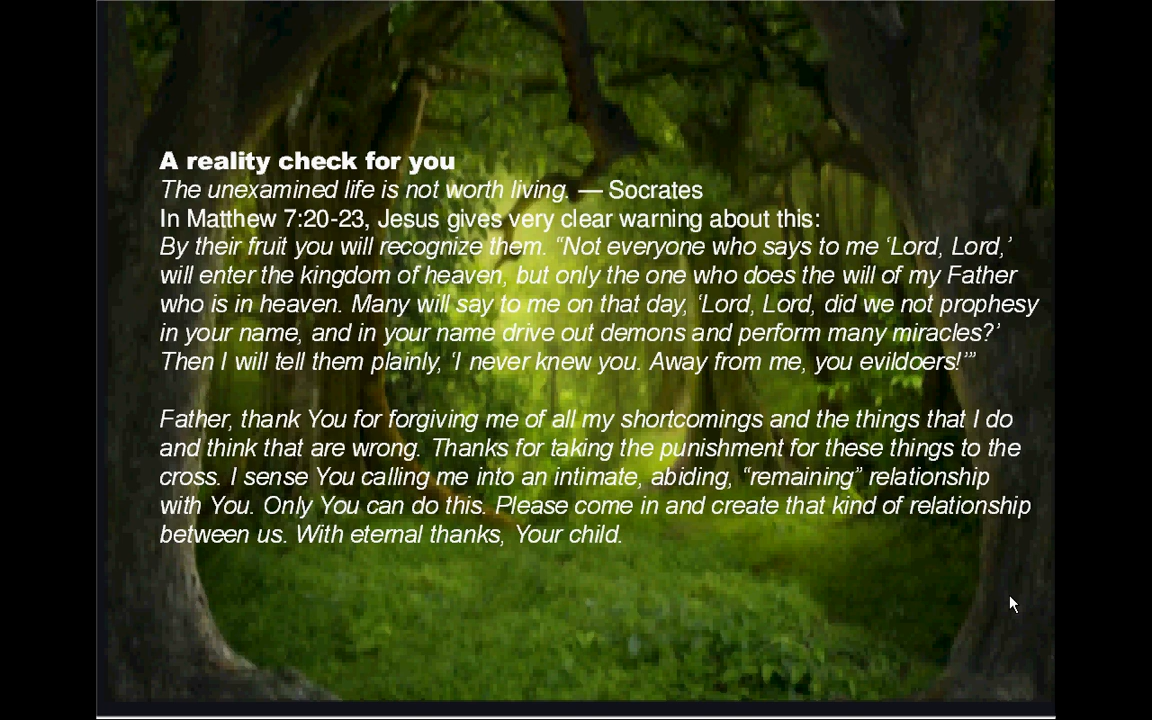 A reality check for you
The unexamined life is not worth living. — Socrates
In Matthew 7:20-23, Jesus gives very clear warning about this:
By their fruit you will recognize them. “Not everyone who says to me ‘Lord, Lord,’
will enter the kingdom of heaven, but only the one who does the will of my Father
who is in heaven. Many will say to me on that day, ‘Lord, Lord, did we not prophesy
in your name, and in your name drive out demons and perform many miracles?’
Then I will tell them plainly, ‘I never knew you. Away from me, you evildoers!’”
Father, thank You for forgiving me of all my shortcomings and the things that I do
and think that are wrong. Thanks for taking the punishment for these things to the
cross. I sense You calling me into an intimate, abiding, “remaining” relationship
with You. Only You can do this. Please come in and create that kind of relationship
between us. With eternal thanks, Your child.